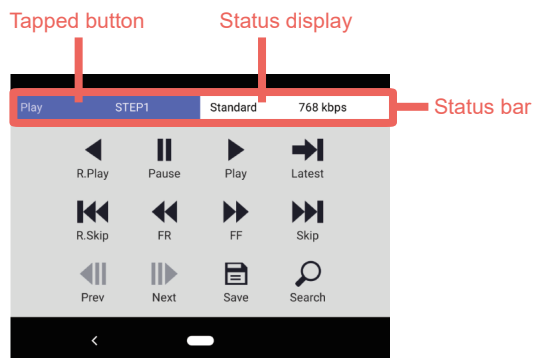 Tapped button Status display
Play STEP1 Standard 768 kbps
Status bar
R.Play Pause Play Latest
R.Skip FR FF Skip
Prev Next Save Search